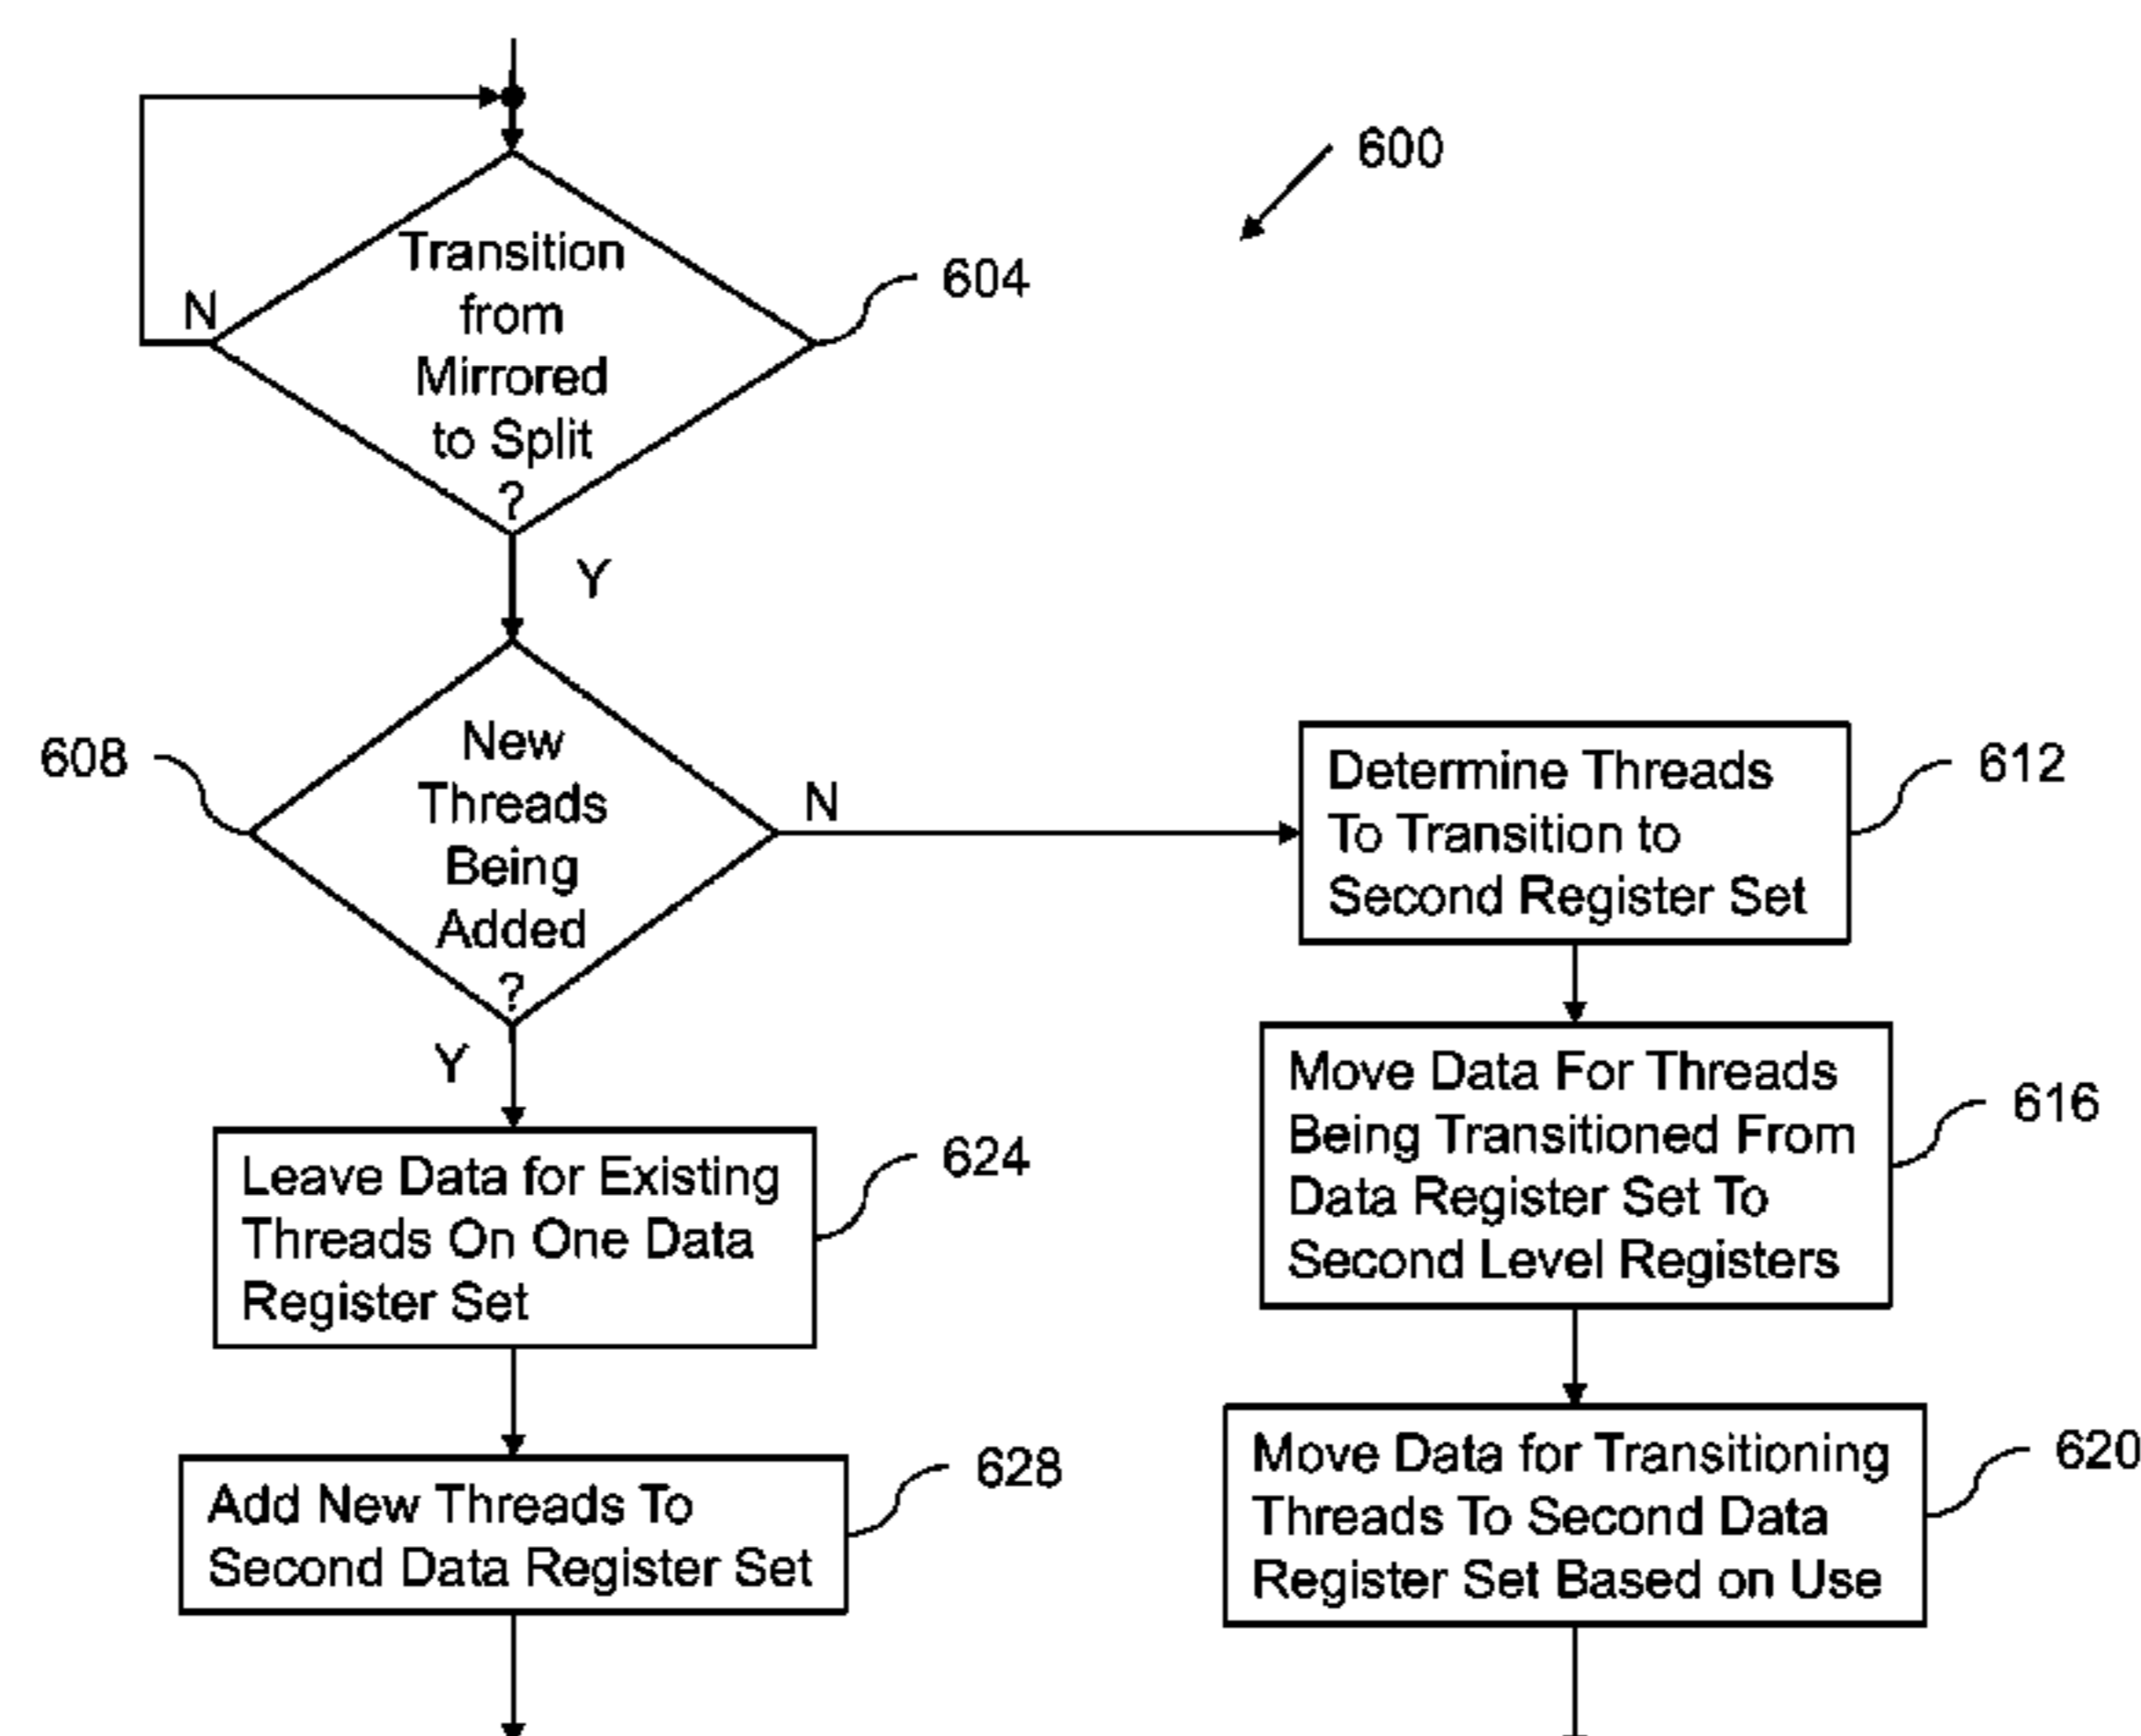 600
Transition
from
Mirrored
to Split
?
604
N
Y
608
New
Threads
Being
Added
?
N
Y
Determine Threads
To Transition to
Second Register Set
612
Move Data For Threads
Being Transitioned From
Data Register Set To
Second Level Registers
616
Leave Data for Existing
Threads On One Data
Register Set
624
Move Data for Transitioning
Threads To Second Data
Register Set Based on Use
620
Add New Threads To
Second Data Register Set
628